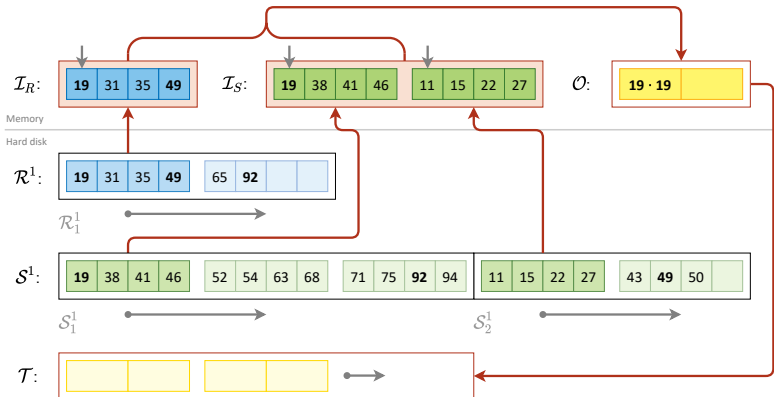 𝓘_R: 19 31 35 49 𝓘_S: 19 38 41 46 11 15 22 27 𝓞: 19 · 19
Memory
Hard disk
𝓡¹: 19 31 35 49 65 92
𝓡₁¹
𝓢¹: 19 38 41 46 52 54 63 68 71 75 92 94 11 15 22 27 43 49 50
𝓢₁¹ 𝓢₂¹
𝓣: